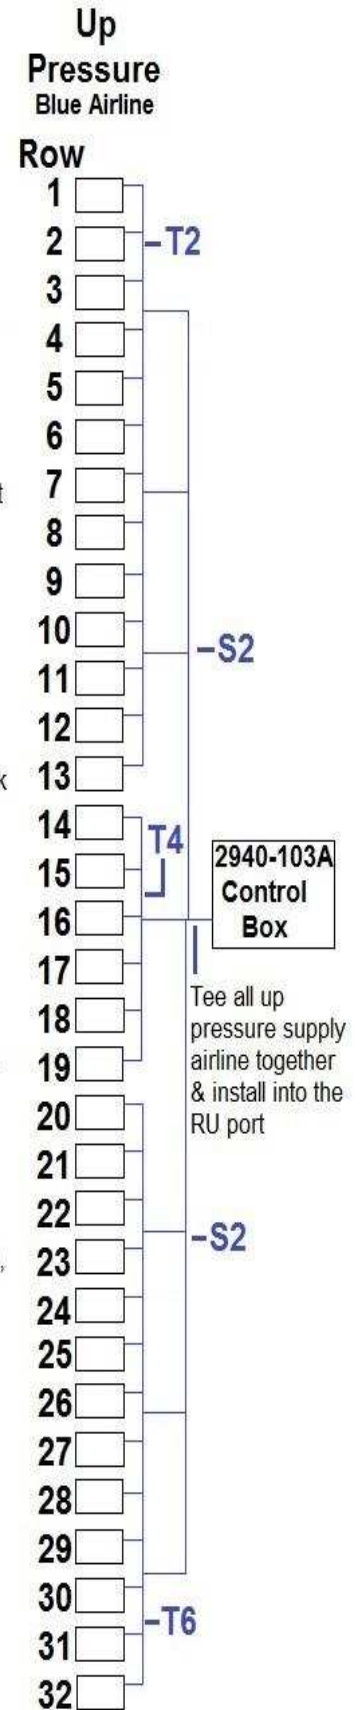 Up
Pressure
Blue Airline
Row
1
2
–T2
3
4
5
6
t
7
8
9
10
–S2
11
12
k
13
14
T4
2940-103A
15
Control
16
Box
17
Tee all up
18
pressure supply
19
airline together
& install into the
20
RU port
21
22
–S2
,
23
24
25
26
27
28
29
30
–T6
31
32